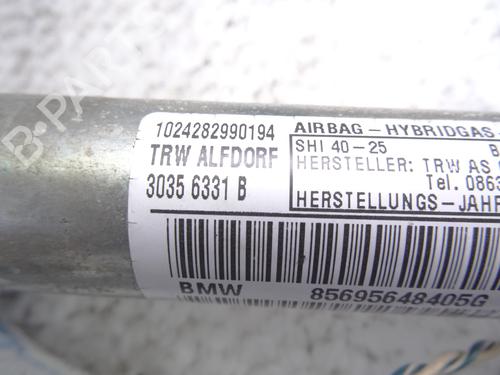 1024282990194
TRW ALFDORF
3035 6331 B
AIRBAG-HYBRIDGAS
SHI 40-25
HERSTELLER: TRW AS
Tel. 0863
HERSTELLUNGS-JAHR
BMW 85695648405G
B-PARTS